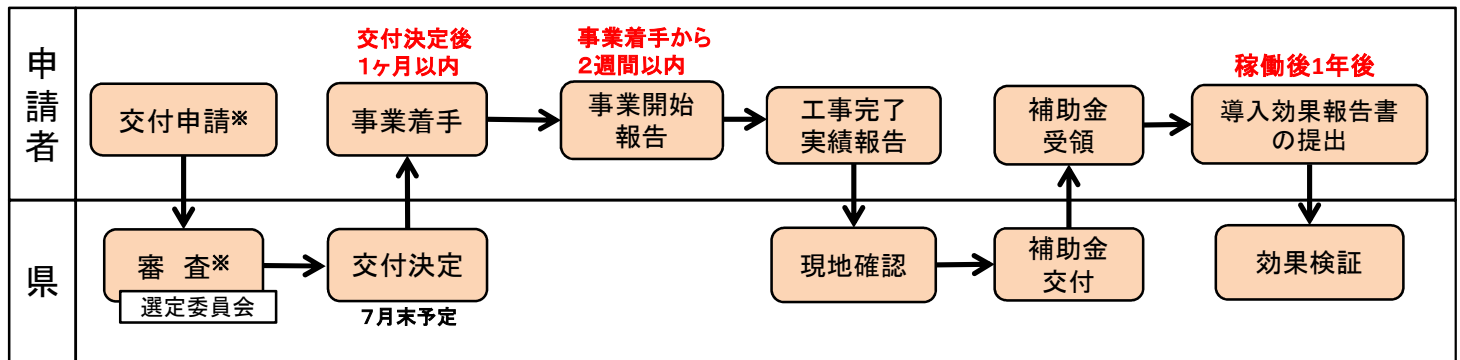 申請者
交付決定後
1ヶ月以内
事業着手から
2週間以内
稼働後1年後
交付申請※
事業着手
事業開始
報告
工事完了
実績報告
補助金
受領
導入効果報告書
の提出
県
審 査※
選定委員会
交付決定
7月末予定
現地確認
補助金
交付
効果検証